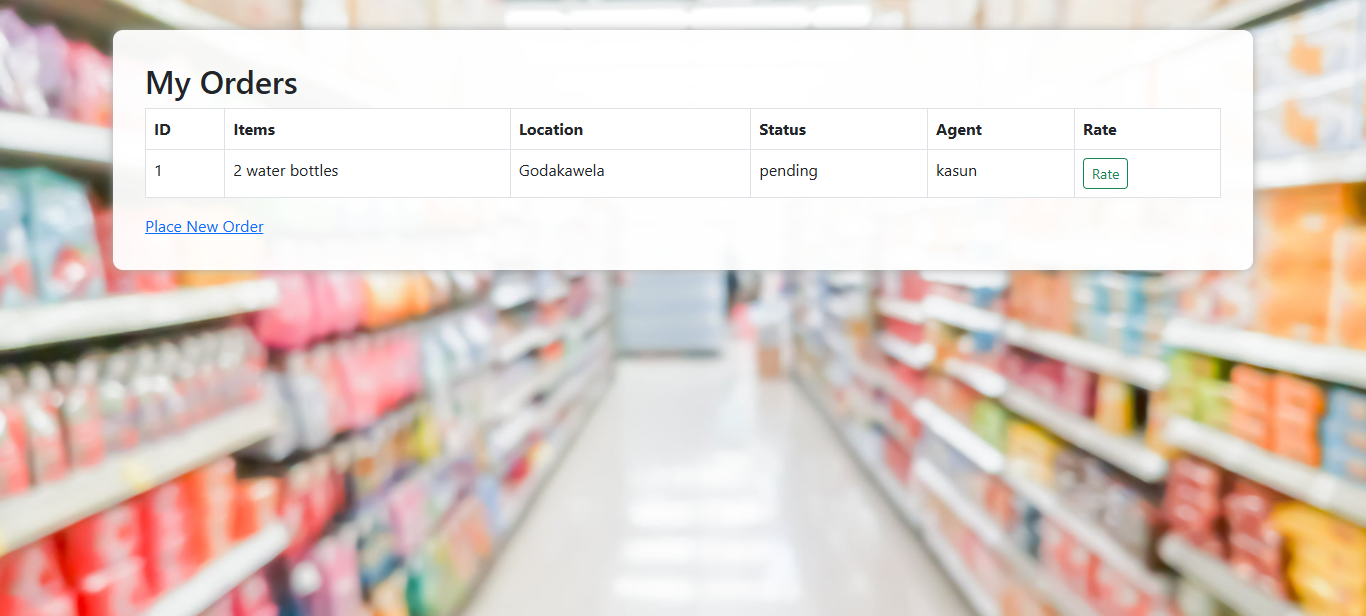 My Orders
ID Items Location Status Agent Rate
1 2 water bottles Godakawela pending kasun Rate
Place New Order